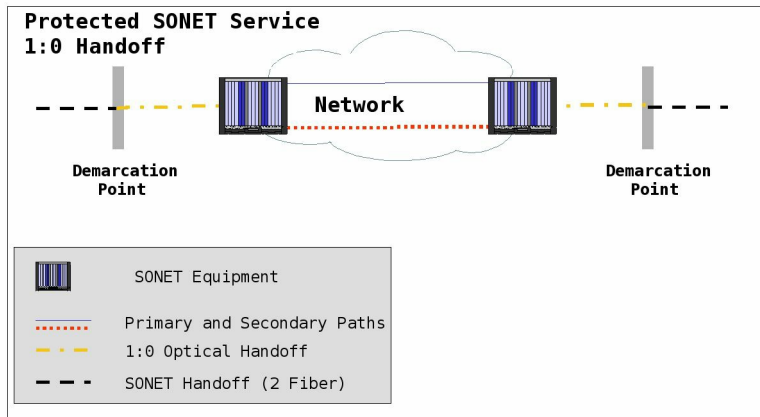 Protected SONET Service
1:0 Handoff
Network
Demarcation
Point
Demarcation
Point
SONET Equipment
Primary and Secondary Paths
1:0 Optical Handoff
SONET Handoff (2 Fiber)